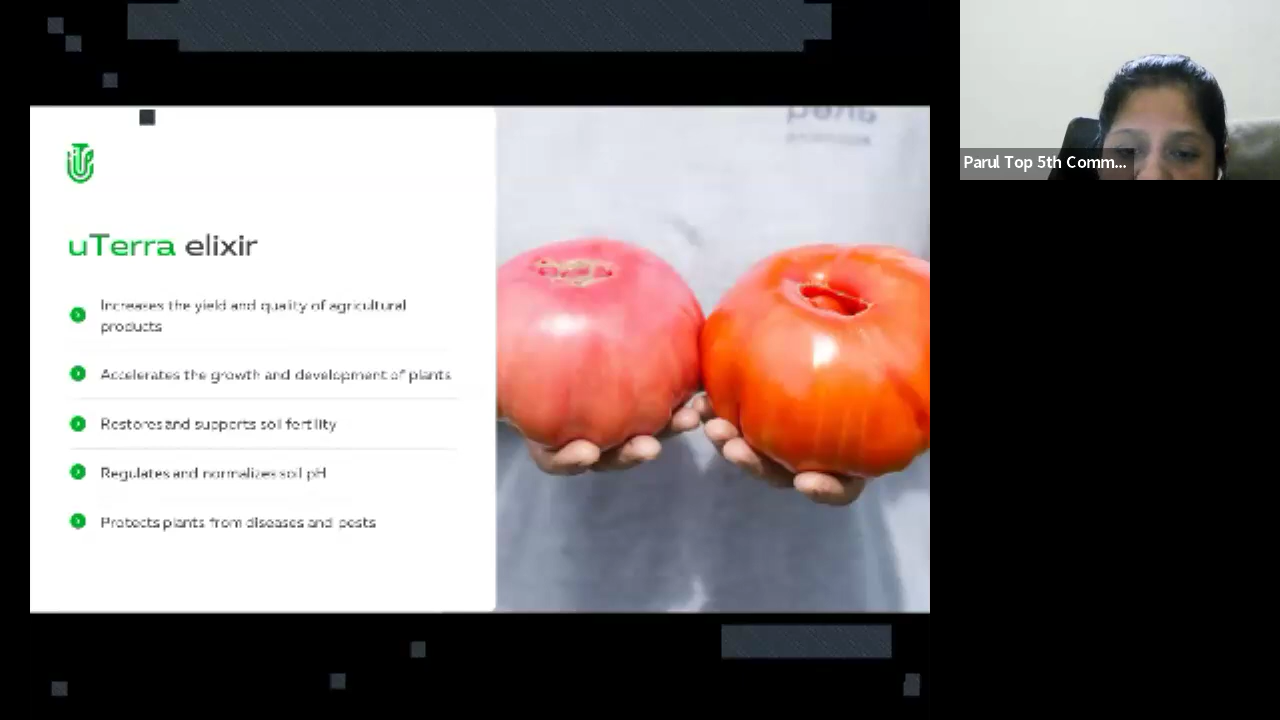 uTerra elixir
Increases the yield and quality of agricultural
products
Accelerates the growth and development of plants
Restores and supports soil fertility
Regulates and normalizes soil pH
Protects plants from diseases and pests
Parul Top 5th Comm...